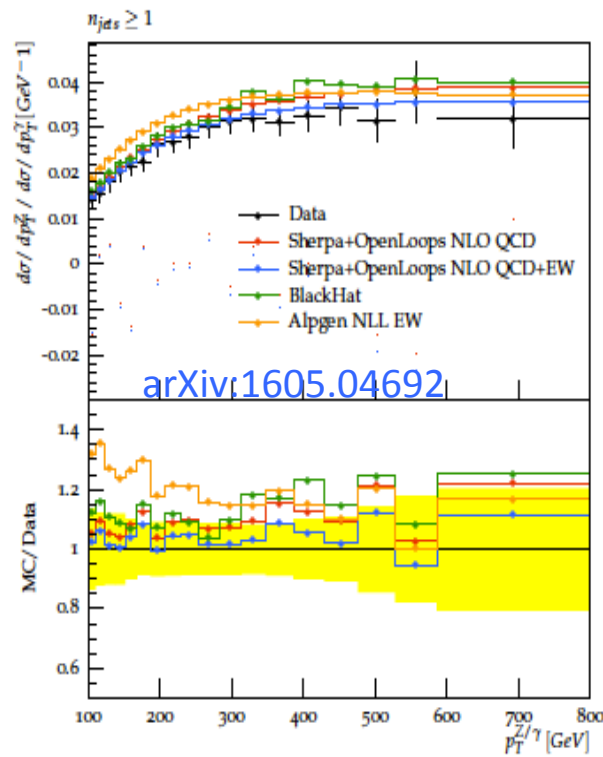 n_jets ≥ 1
dσ/dp_T^Z / dσ/dp_T^γ [GeV−1]
0.04
0.03
0.02
0.01
0
-0.01
-0.02
Data
Sherpa+OpenLoops NLO QCD
Sherpa+OpenLoops NLO QCD+EW
BlackHat
Alpgen NLL EW
arXiv:1605.04692
MC/Data
1.4
1.2
1
0.8
0.6
100 200 300 400 500 600 700 800
p_T^{Z/γ} [GeV]